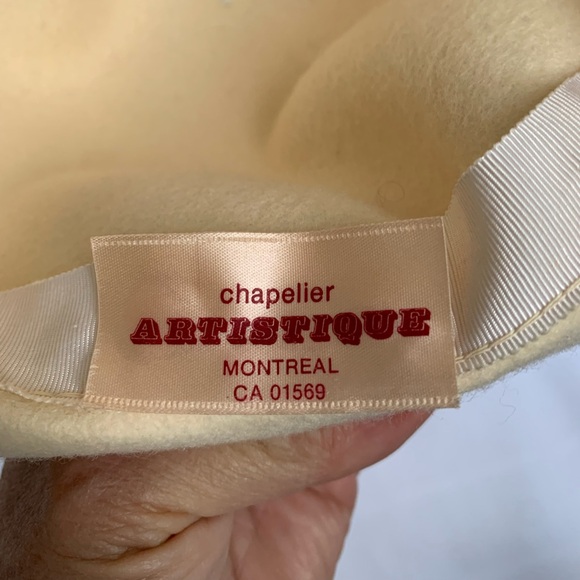 chapelier
ARTISTIQUE
MONTREAL
CA 01569